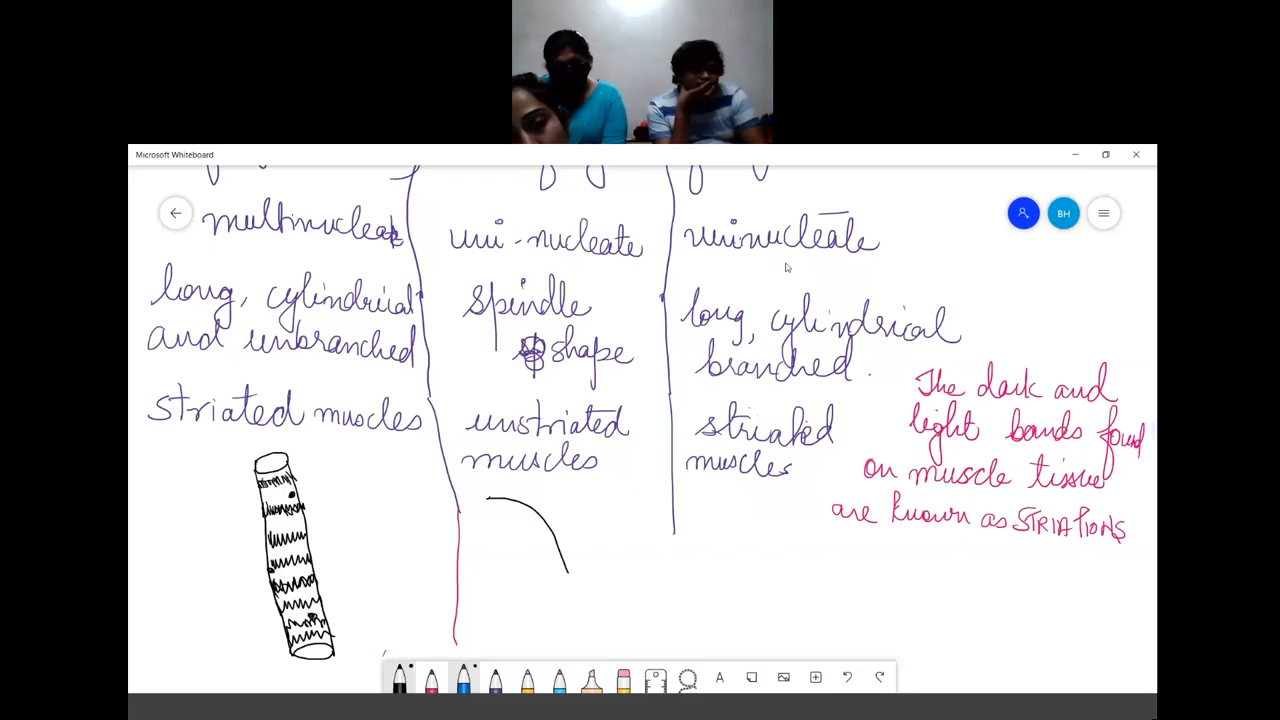 Microsoft Whiteboard
BH
multinucleate
uni-nucleate
uninucleate
long, cylindrical
and unbranched
spindle
shape
long, cylindrical
branched.
striated muscles
unstriated
muscles
striated
muscles
The dark and
light bands found
on muscle tissue
are known as STRIATIONS
A